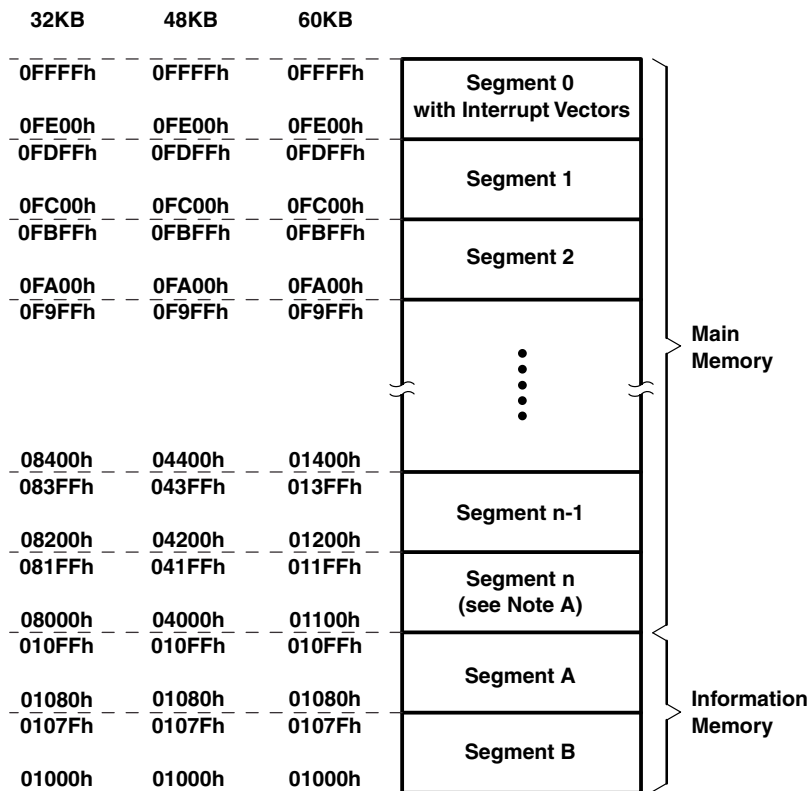 32KB 48KB 60KB
0FFFFh 0FFFFh 0FFFFh
Segment 0
with Interrupt Vectors
0FE00h 0FE00h 0FE00h
0FDFFh 0FDFFh 0FDFFh
Segment 1
0FC00h 0FC00h 0FC00h
0FBFFh 0FBFFh 0FBFFh
Segment 2
0FA00h 0FA00h 0FA00h
0F9FFh 0F9FFh 0F9FFh
Main
Memory
08400h 04400h 01400h
083FFh 043FFh 013FFh
Segment n-1
08200h 04200h 01200h
081FFh 041FFh 011FFh
Segment n
(see Note A)
08000h 04000h 01100h
010FFh 010FFh 010FFh
Segment A
01080h 01080h 01080h
0107Fh 0107Fh 0107Fh
Information
Memory
Segment B
01000h 01000h 01000h